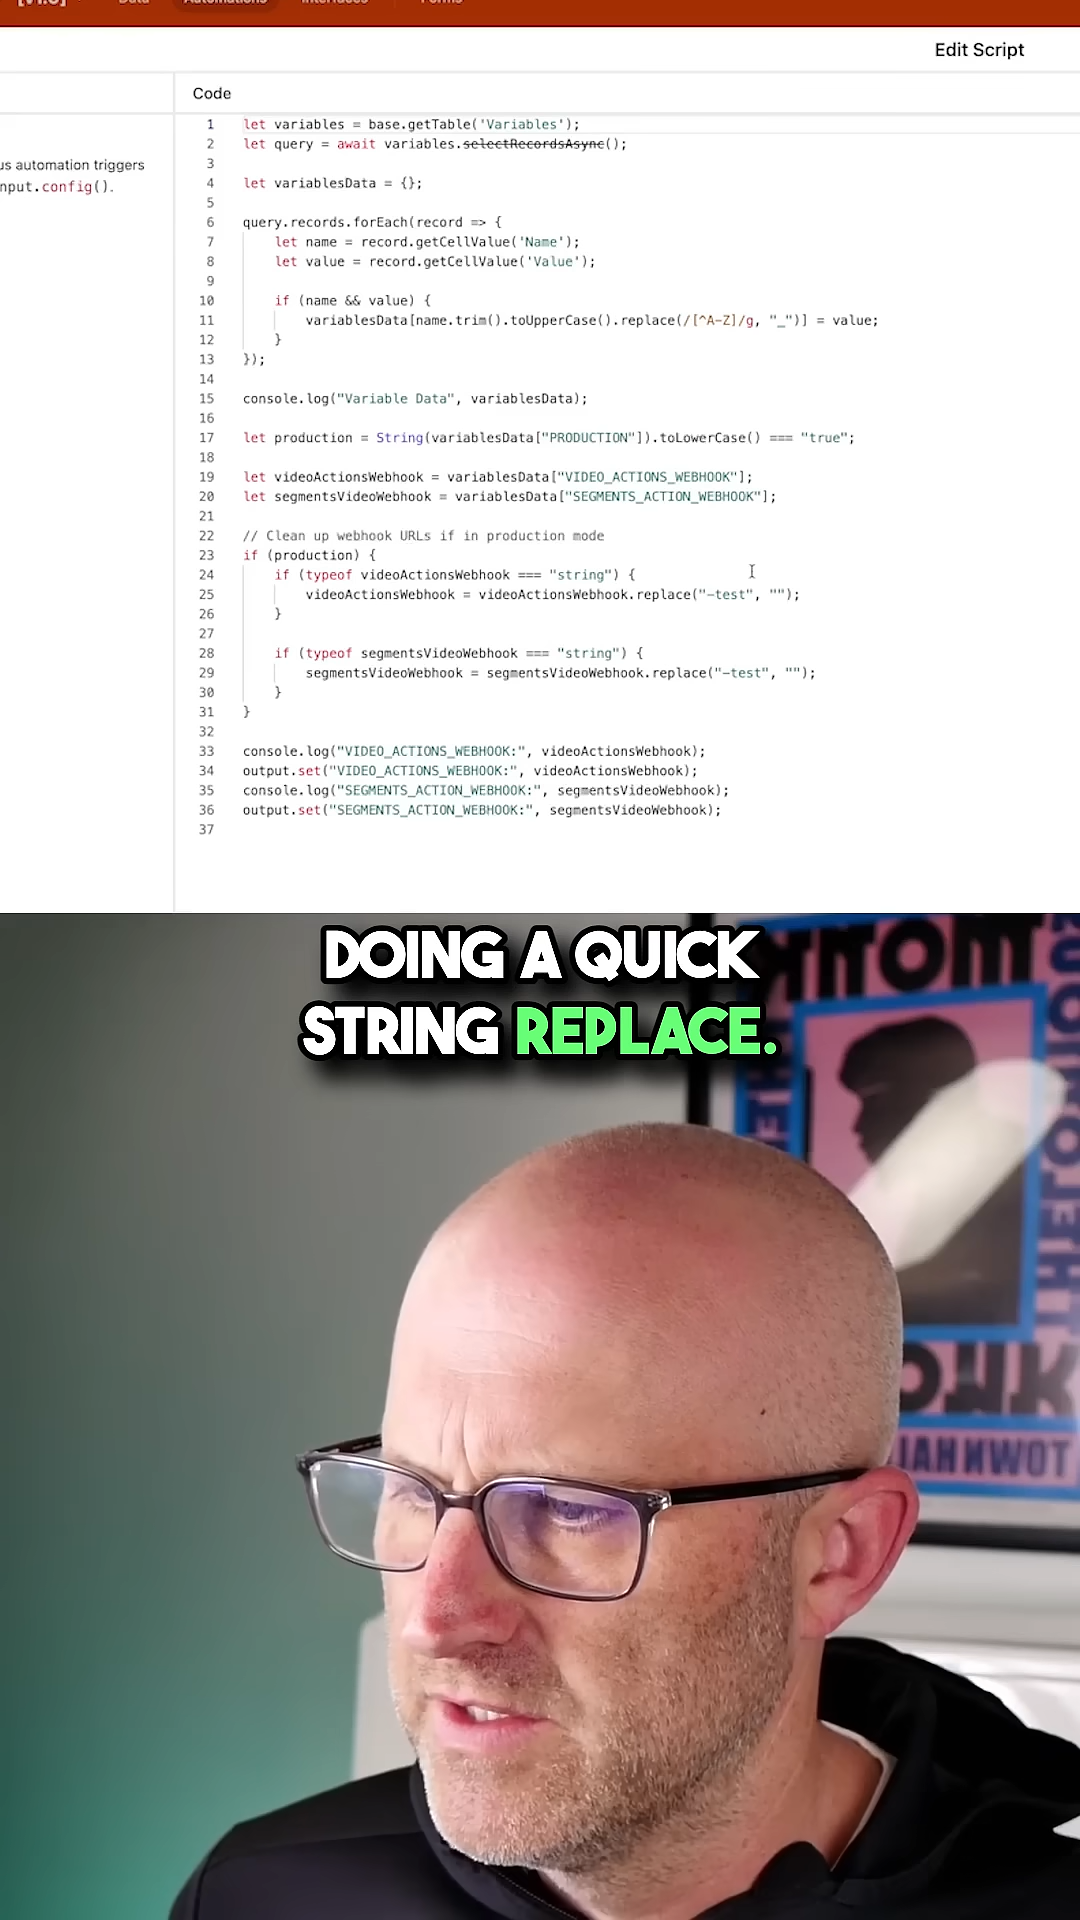 [v1.0] Data Automations Interfaces Forms
Edit Script
Code
us automation triggers
nput.config().
1 let variables = base.getTable('Variables');
2 let query = await variables.selectRecordsAsync();
3
4 let variablesData = {};
5
6 query.records.forEach(record => {
7 let name = record.getCellValue('Name');
8 let value = record.getCellValue('Value');
9
10 if (name && value) {
11 variablesData[name.trim().toUpperCase().replace(/[^A-Z]/g, "_")] = value;
12 }
13 });
14
15 console.log("Variable Data", variablesData);
16
17 let production = String(variablesData["PRODUCTION"]).toLowerCase() === "true";
18
19 let videoActionsWebhook = variablesData["VIDEO_ACTIONS_WEBHOOK"];
20 let segmentsVideoWebhook = variablesData["SEGMENTS_ACTION_WEBHOOK"];
21
22 // Clean up webhook URLs if in production mode
23 if (production) {
24 if (typeof videoActionsWebhook === "string") {
25 videoActionsWebhook = videoActionsWebhook.replace("-test", "");
26 }
27
28 if (typeof segmentsVideoWebhook === "string") {
29 segmentsVideoWebhook = segmentsVideoWebhook.replace("-test", "");
30 }
31 }
32
33 console.log("VIDEO_ACTIONS_WEBHOOK:", videoActionsWebhook);
34 output.set("VIDEO_ACTIONS_WEBHOOK:", videoActionsWebhook);
35 console.log("SEGMENTS_ACTION_WEBHOOK:", segmentsVideoWebhook);
36 output.set("SEGMENTS_ACTION_WEBHOOK:", segmentsVideoWebhook);
37
DOING A QUICK
STRING REPLACE.